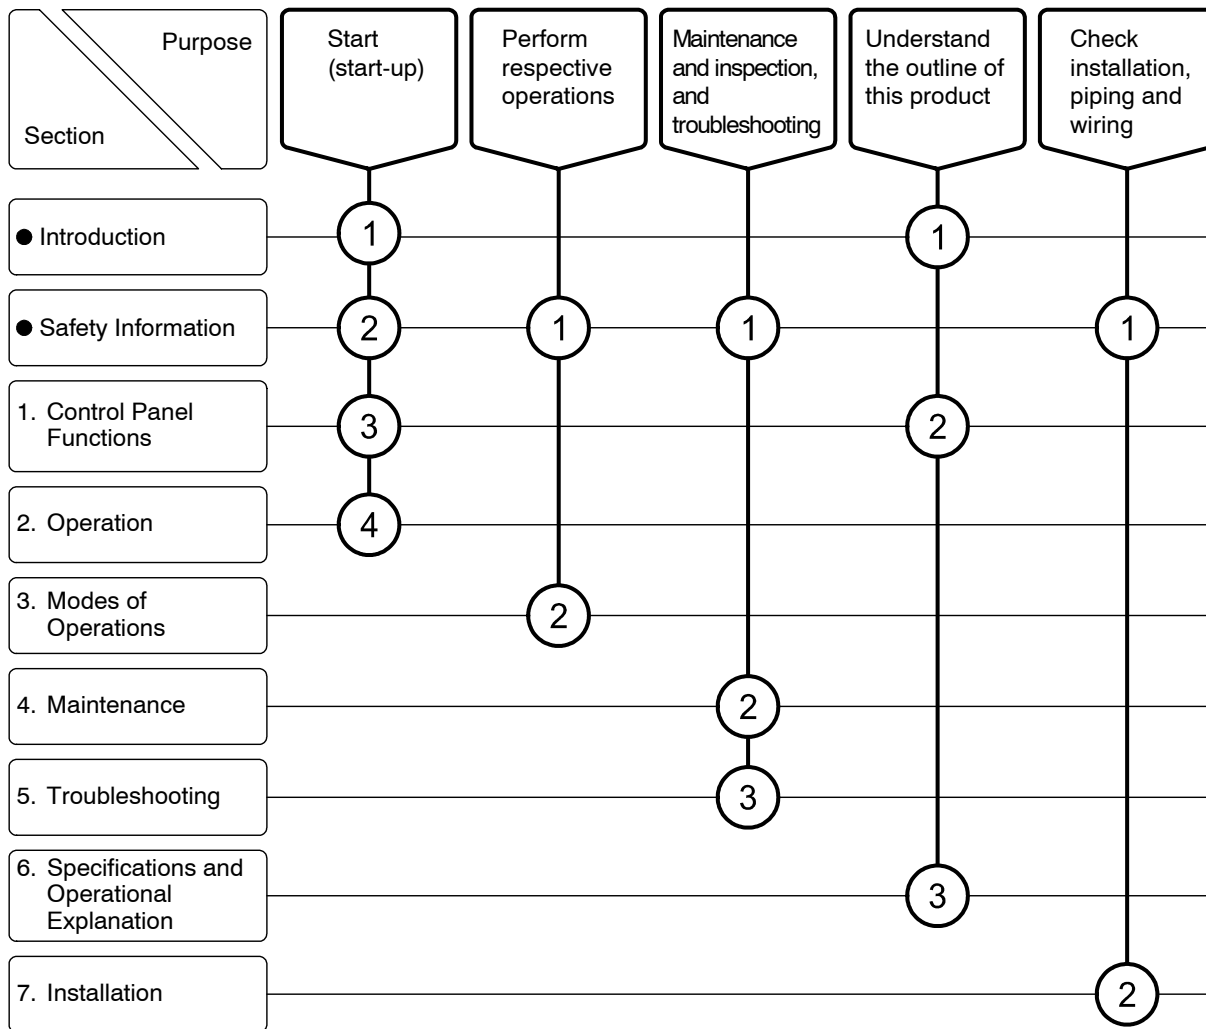 Purpose
Section
Start
(start-up)
Perform
respective
operations
Maintenance
and inspection,
and
troubleshooting
Understand
the outline of
this product
Check
installation,
piping and
wiring
● Introduction
1
1
● Safety Information
2
1
1
1
1. Control Panel
Functions
3
2
2. Operation
4
3. Modes of
Operations
2
4. Maintenance
2
5. Troubleshooting
3
6. Specifications and
Operational
Explanation
3
7. Installation
2